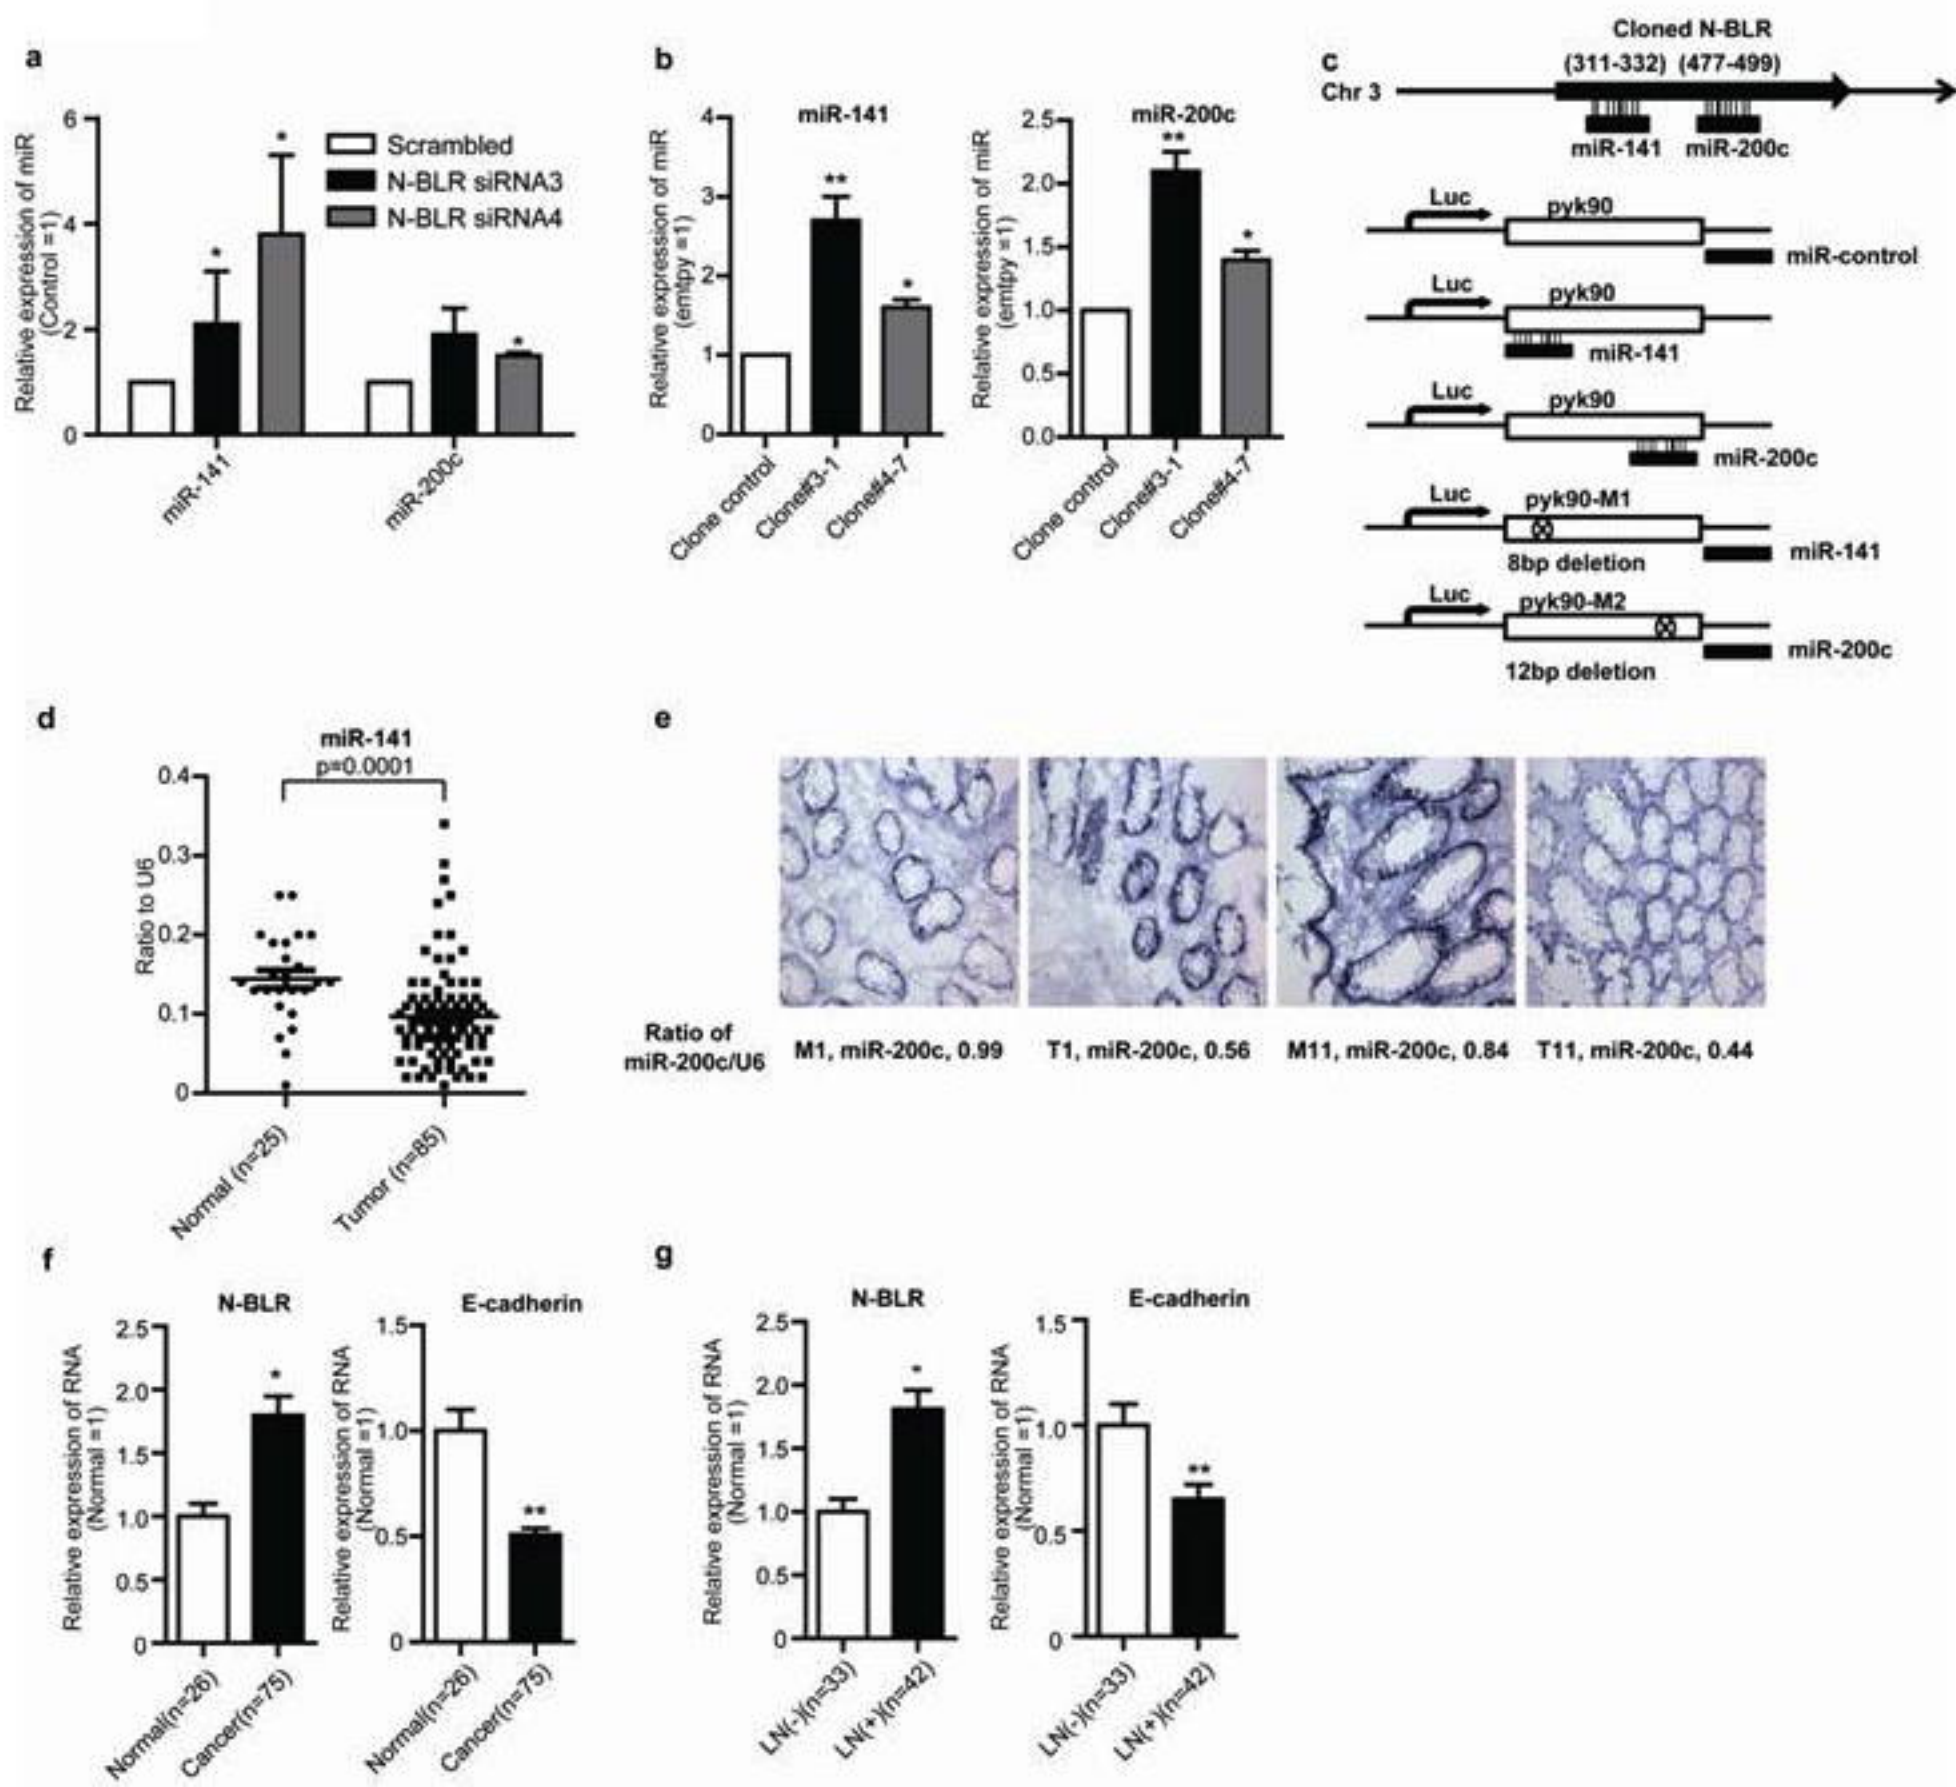 a
Relative expression of miR
(Control =1)
6
4
2
0
Scrambled
N-BLR siRNA3
N-BLR siRNA4
*
*
*
miR-141
miR-200c
b
miR-141
Relative expression of miR
(emtpy =1)
4
3
2
1
0
**
*
Clone control
Clone#3-1
Clone#4-7
miR-200c
Relative expression of miR
(emtpy =1)
2.5
2.0
1.5
1.0
0.5
0.0
**
*
Clone control
Clone#3-1
Clone#4-7
c
Cloned N-BLR
(311-332) (477-499)
Chr 3
miR-141 miR-200c
Luc pyk90
miR-control
Luc pyk90
miR-141
Luc pyk90
miR-200c
Luc pyk90-M1
8bp deletion miR-141
Luc pyk90-M2
miR-200c
12bp deletion
d
miR-141
p=0.0001
Ratio to U6
0.4
0.3
0.2
0.1
0
Normal (n=25)
Tumor (n=85)
e
Ratio of
miR-200c/U6
M1, miR-200c, 0.99
T1, miR-200c, 0.56
M11, miR-200c, 0.84
T11, miR-200c, 0.44
f
N-BLR
Relative expression of RNA
(Normal =1)
2.5
2.0
1.5
1.0
0.5
0
*
Normal(n=26)
Cancer(n=75)
E-cadherin
Relative expression of RNA
(Normal =1)
1.5
1.0
0.5
0
**
Normal(n=26)
Cancer(n=75)
g
N-BLR
Relative expression of RNA
(Normal =1)
2.5
2.0
1.5
1.0
0.5
0
*
LN(-)(n=33)
LN(+)(n=42)
E-cadherin
Relative expression of RNA
(Normal =1)
1.5
1.0
0.5
0
**
LN(-)(n=33)
LN(+)(n=42)